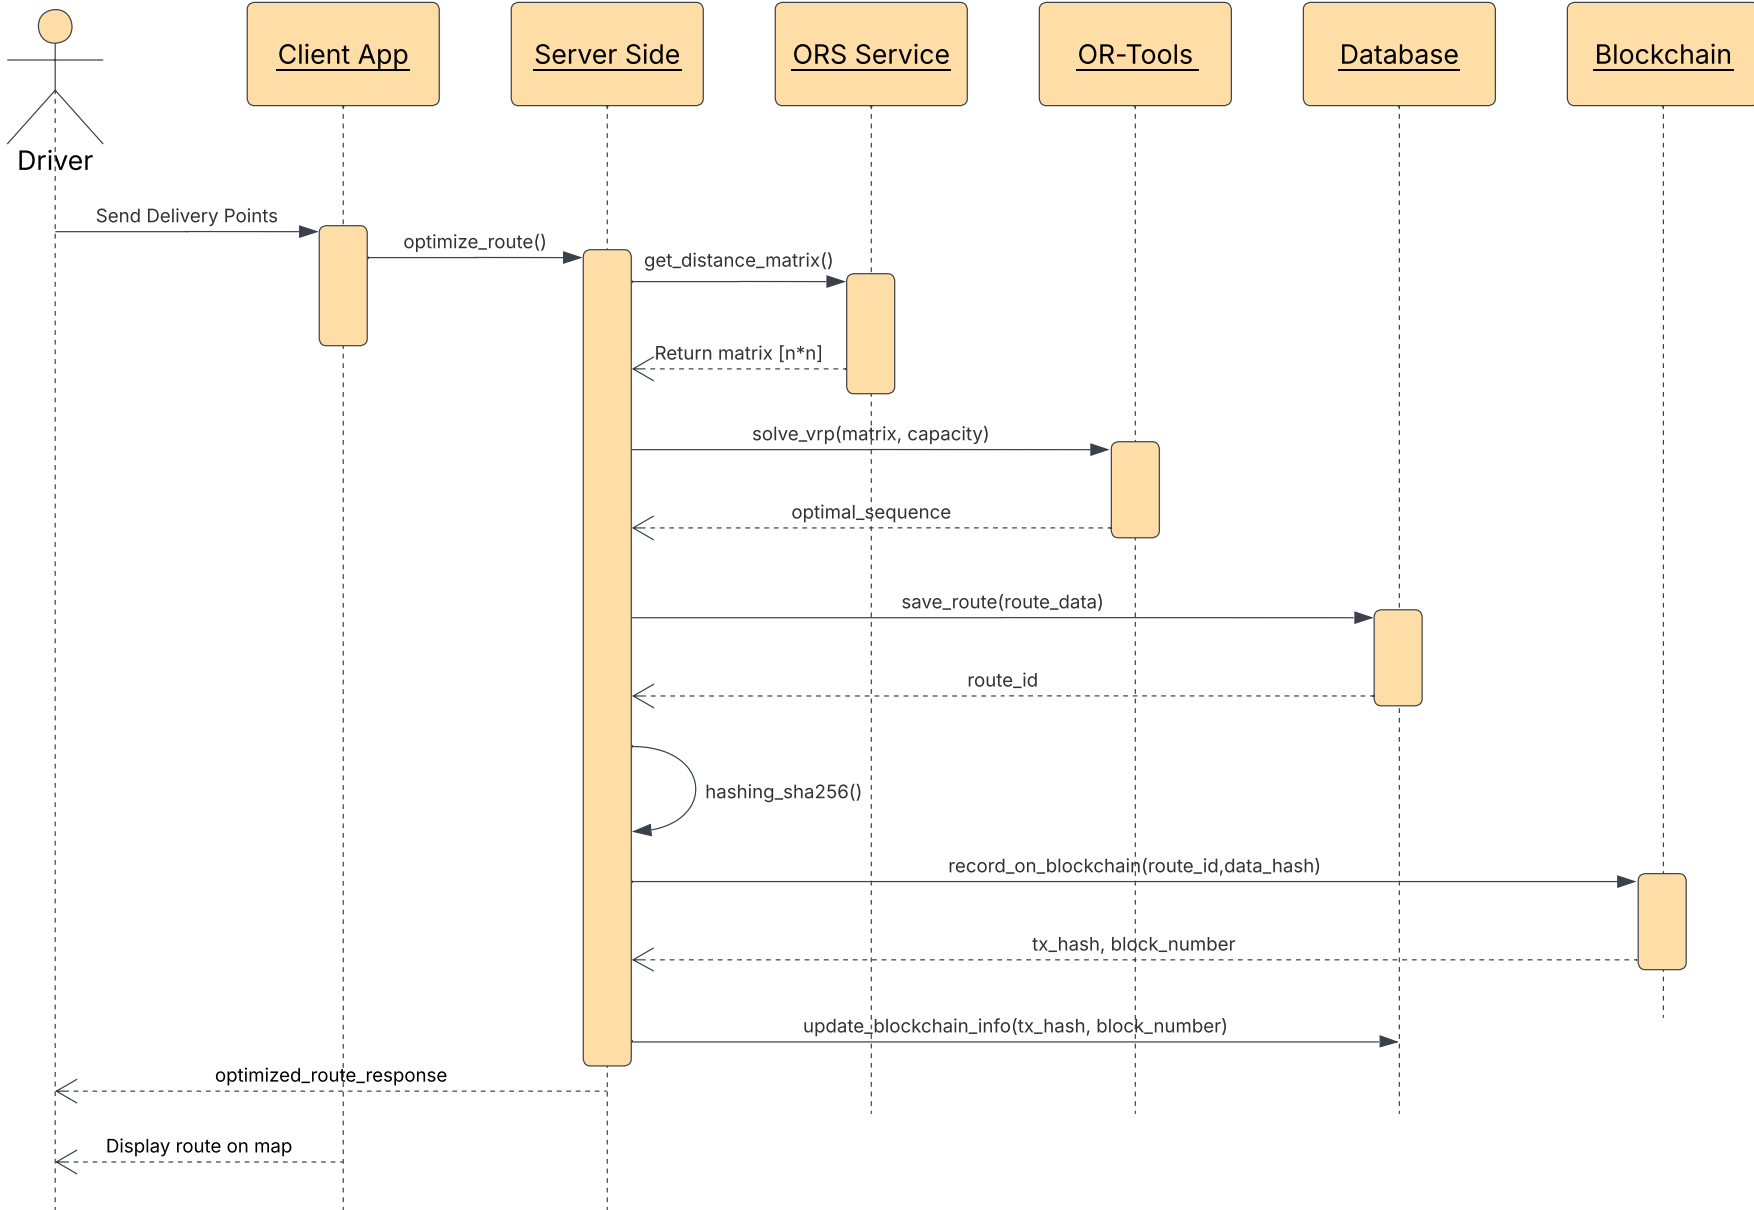 Client App
Server Side
ORS Service
OR-Tools
Database
Blockchain
Driver
Send Delivery Points
optimize_route()
get_distance_matrix()
Return matrix [n*n]
solve_vrp(matrix, capacity)
optimal_sequence
save_route(route_data)
route_id
hashing_sha256()
record_on_blockchain(route_id,data_hash)
tx_hash, block_number
update_blockchain_info(tx_hash, block_number)
optimized_route_response
Display route on map